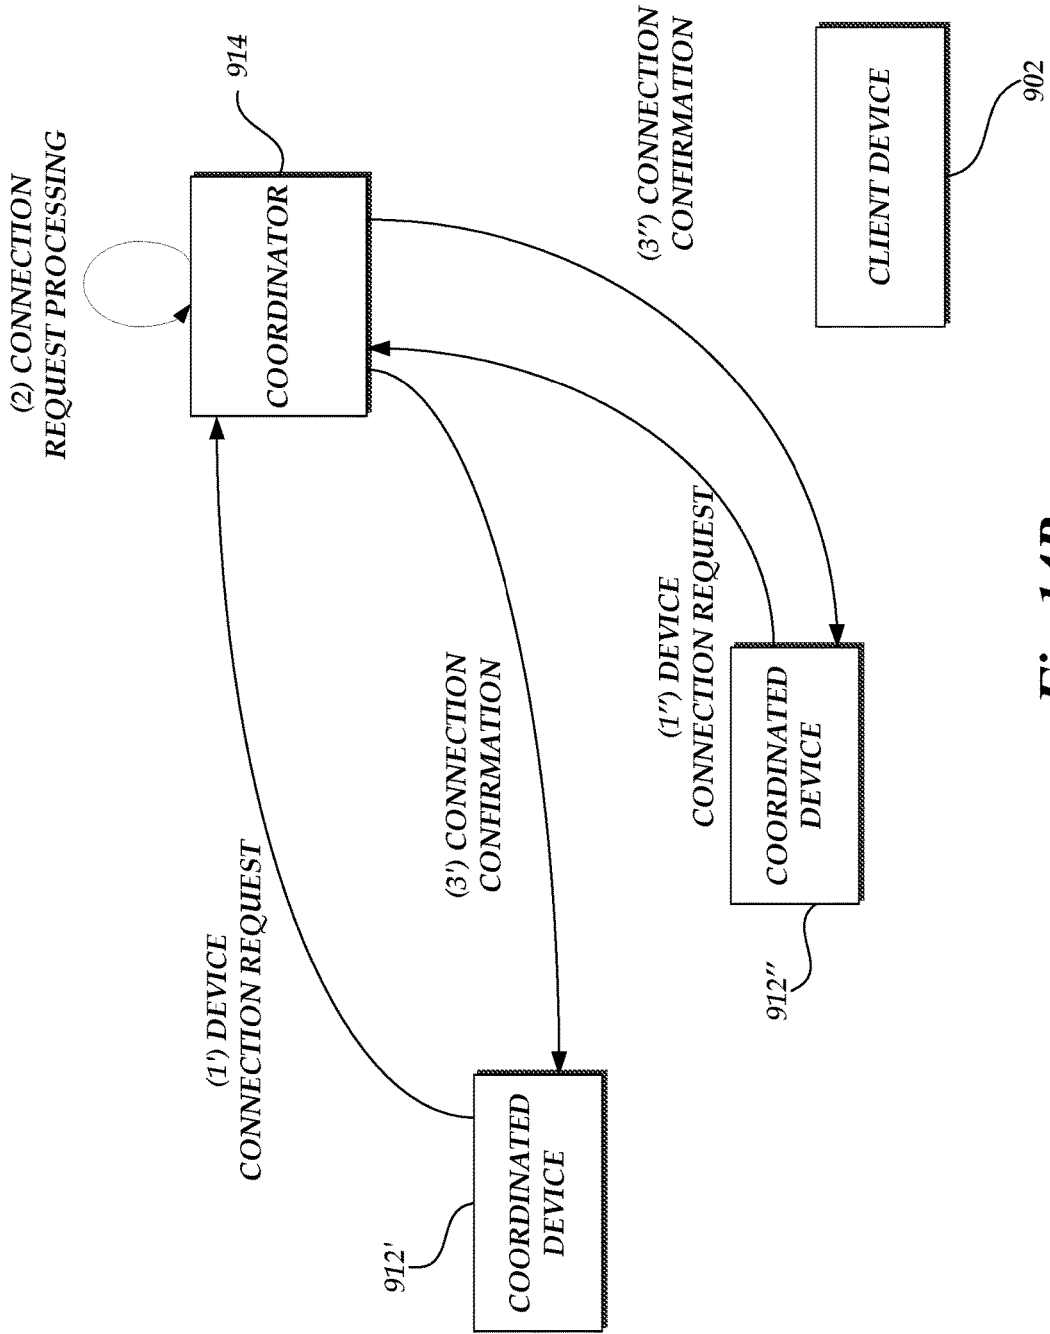 (2) CONNECTION
REQUEST PROCESSING
(1') DEVICE
CONNECTION REQUEST
914
COORDINATOR
912'
(3') CONNECTION
CONFIRMATION
COORDINATED
DEVICE
(3'') CONNECTION
CONFIRMATION
(1'') DEVICE
CONNECTION REQUEST
912''
COORDINATED
DEVICE
CLIENT DEVICE
902